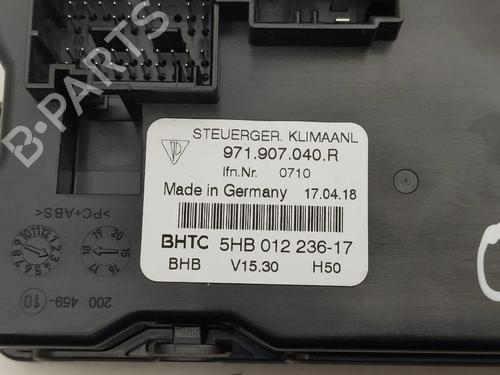 B-PARTS
STEUERGER. KLIMAANL
971.907.040.R
lfn.Nr. 0710
Made in Germany 17.04.18
BHTC 5HB 012 236-17
BHB V15.30 H50
>PC+ABS<
200 459-10